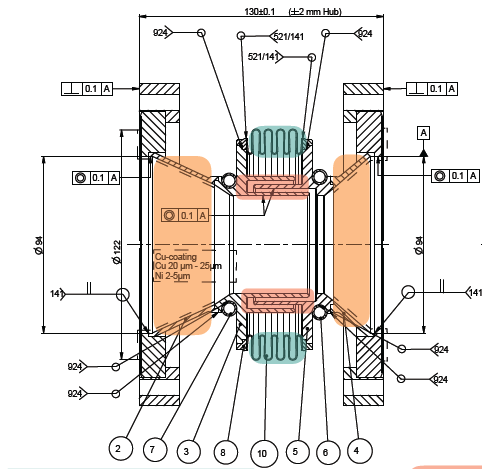 130±0.1 (±2 mm Hub)
924
521/141
924
521/141
⊥ 0.1 A
⊥ 0.1 A
A
◎ 0.1 A
◎ 0.1 A
◎ 0.1 A
Ø 94
Ø 122
Ø 94
Cu-coating
Cu 20 µm - 25µm
Ni 2-5µm
141
141
924
924
924
924
2
7
3
8
10
5
6
4